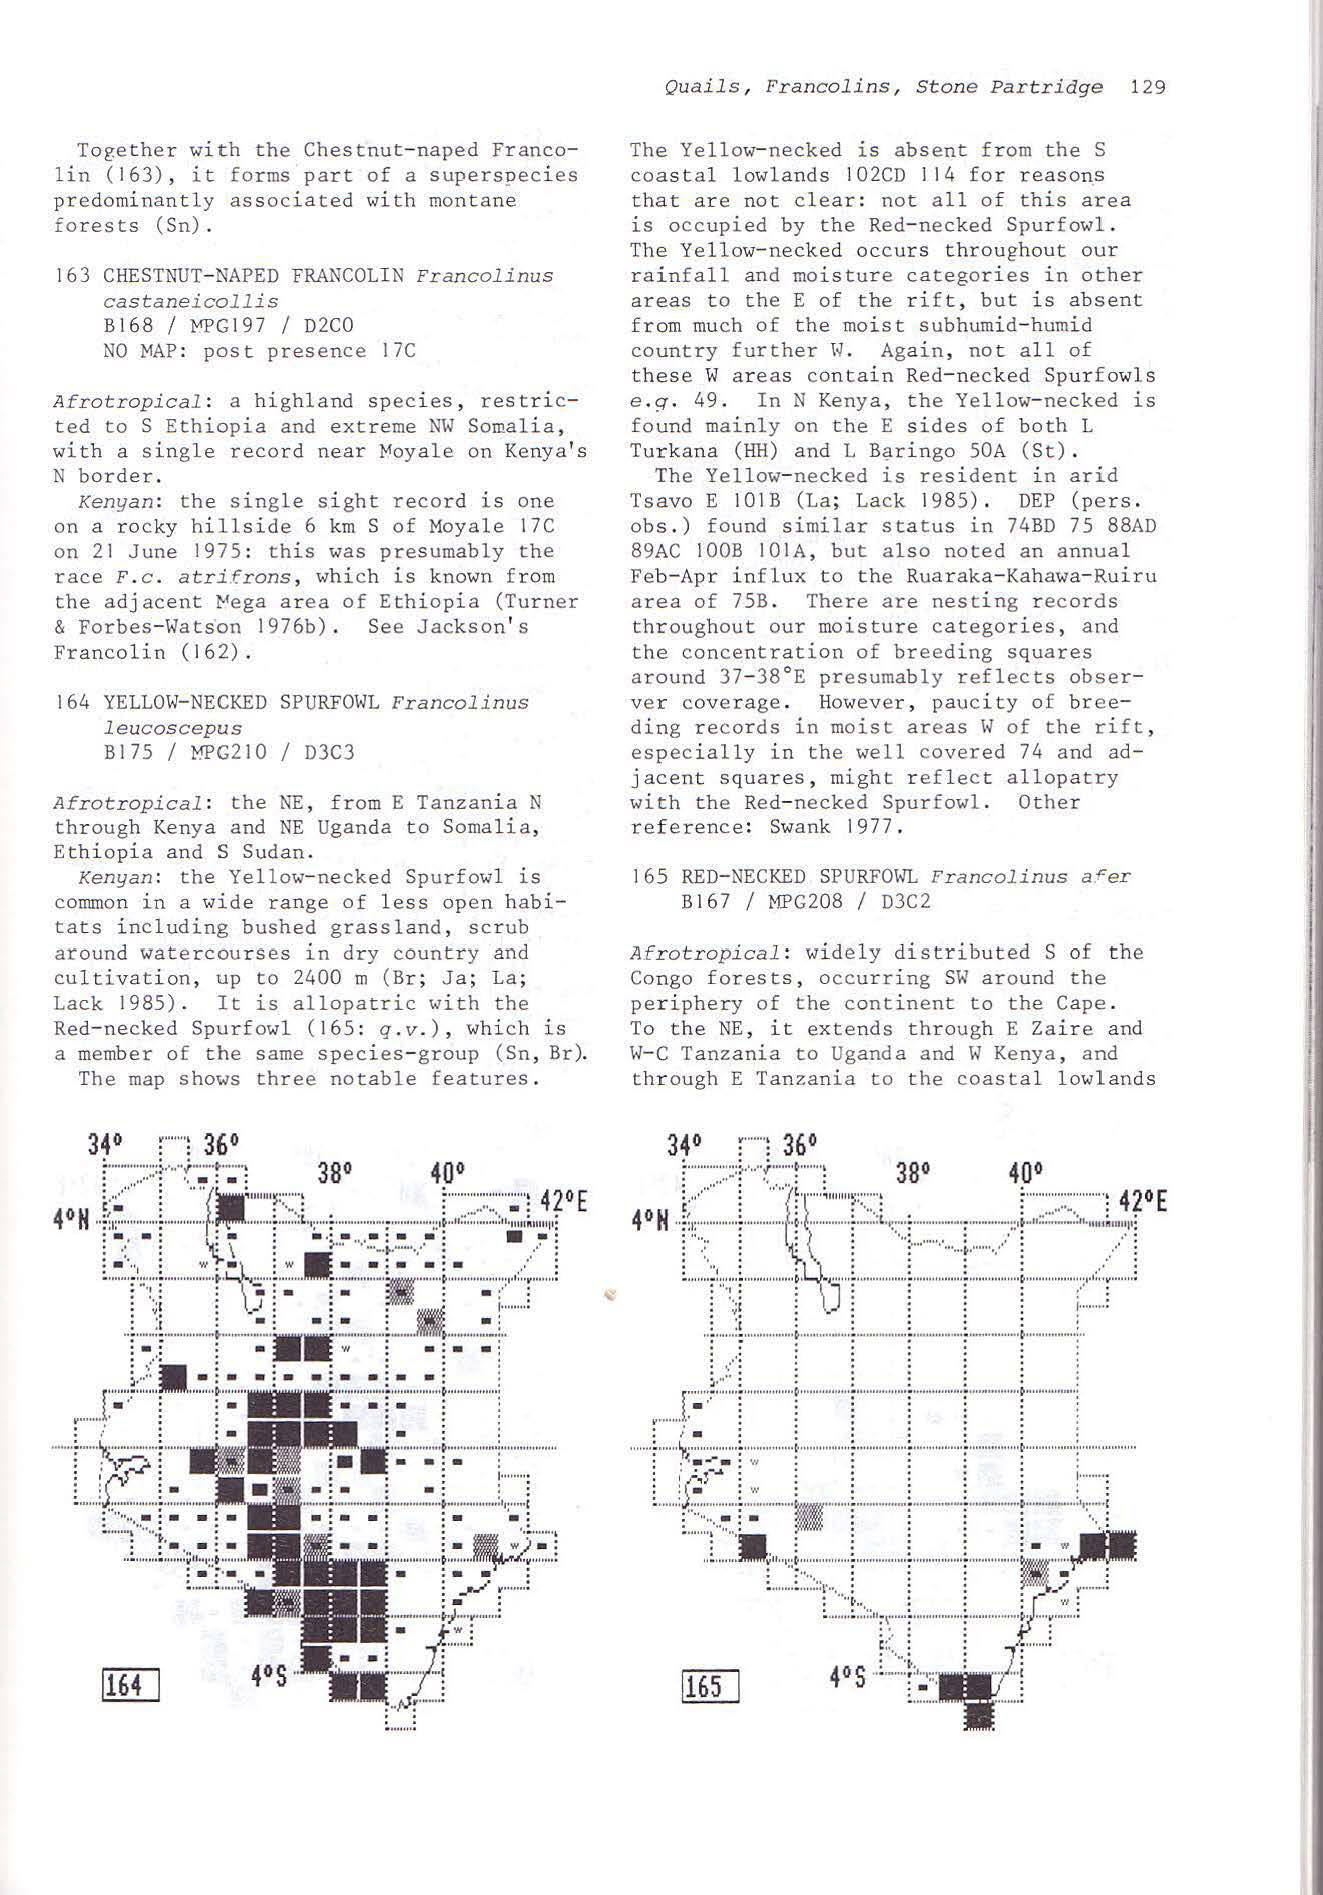 Quails, Francolins, Stone Partridge 129
Together with the Chestnut-naped Franco-
lin (163), it forms part of a superspecies
predominantly associated with montane
forests (Sn).
163 CHESTNUT-NAPED FRANCOLIN Francolinus
castaneicollis
B168 / MPG197 / D2C0
NO MAP: post presence 17C
Afrotropical: a highland species, restric-
ted to S Ethiopia and extreme NW Somalia,
with a single record near Moyale on Kenya's
N border.
Kenyan: the single sight record is one
on a rocky hillside 6 km S of Moyale 17C
on 21 June 1975: this was presumably the
race F.c. atrifrons, which is known from
the adjacent Mega area of Ethiopia (Turner
& Forbes-Watson 1976b). See Jackson's
Francolin (162).
164 YELLOW-NECKED SPURFOWL Francolinus
leucoscepus
B175 / MPG210 / D3C3
Afrotropical: the NE, from E Tanzania N
through Kenya and NE Uganda to Somalia,
Ethiopia and S Sudan.
Kenyan: the Yellow-necked Spurfowl is
common in a wide range of less open habi-
tats including bushed grassland, scrub
around watercourses in dry country and
cultivation, up to 2400 m (Br; Ja; La;
Lack 1985). It is allopatric with the
Red-necked Spurfowl (165: q.v.), which is
a member of the same species-group (Sn, Br).
The map shows three notable features.
The Yellow-necked is absent from the S
coastal lowlands 102CD 114 for reasons
that are not clear: not all of this area
is occupied by the Red-necked Spurfowl.
The Yellow-necked occurs throughout our
rainfall and moisture categories in other
areas to the E of the rift, but is absent
from much of the moist subhumid-humid
country further W. Again, not all of
these W areas contain Red-necked Spurfowls
e.g. 49. In N Kenya, the Yellow-necked is
found mainly on the E sides of both L
Turkana (HH) and L Baringo 50A (St).
The Yellow-necked is resident in arid
Tsavo E 101B (La; Lack 1985). DEP (pers.
obs.) found similar status in 74BD 75 88AD
89AC 100B 101A, but also noted an annual
Feb-Apr influx to the Ruaraka-Kahawa-Ruiru
area of 75B. There are nesting records
throughout our moisture categories, and
the concentration of breeding squares
around 37-38°E presumably reflects obser-
ver coverage. However, paucity of bree-
ding records in moist areas W of the rift,
especially in the well covered 74 and ad-
jacent squares, might reflect allopatry
with the Red-necked Spurfowl. Other
reference: Swank 1977.
165 RED-NECKED SPURFOWL Francolinus afer
B167 / MPG208 / D3C2
Afrotropical: widely distributed S of the
Congo forests, occurring SW around the
periphery of the continent to the Cape.
To the NE, it extends through E Zaire and
W-C Tanzania to Uganda and W Kenya, and
through E Tanzania to the coastal lowlands
34° 36°
38° 40°
42°E
4°N
w w
w
w
w
4°S
164
34° 36°
38° 40°
42°E
4°N
w
w
w
w
4°S
165